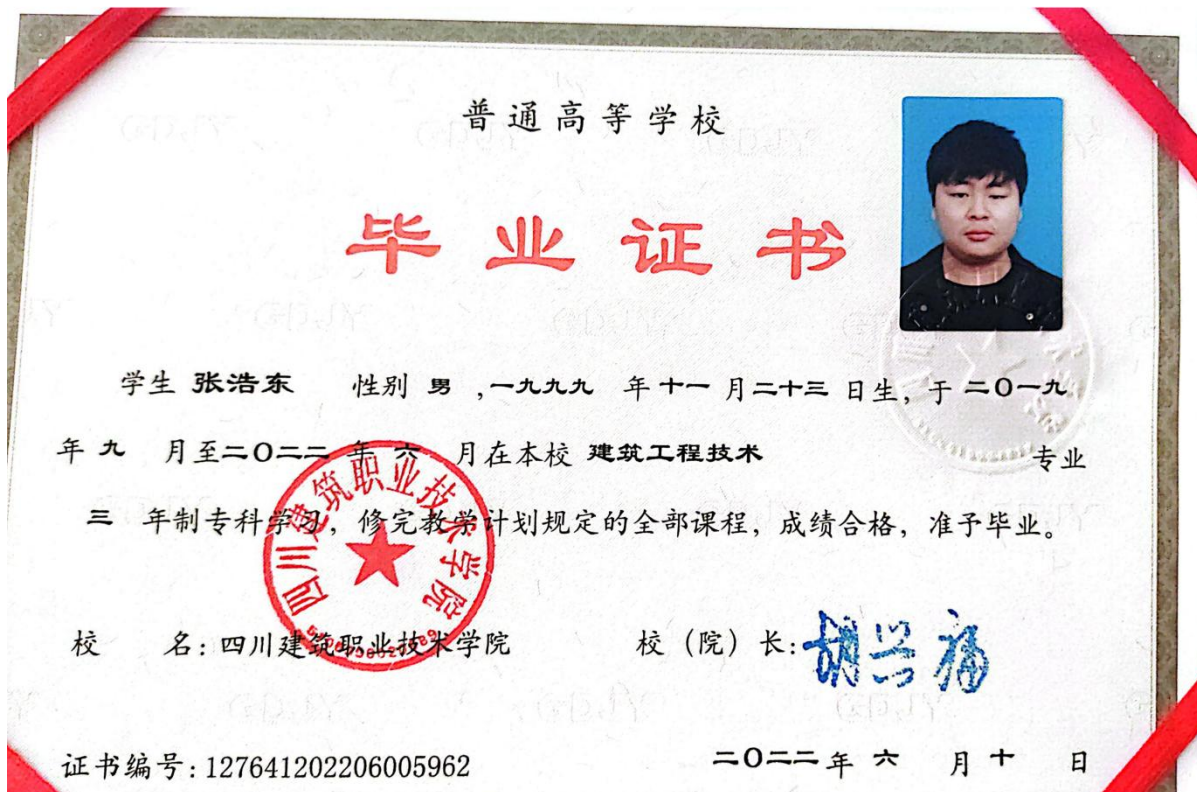 普通高等学校
毕业证书
学生 张浩东 性别 男 ,一九九九 年 十一 月 二十三 日生, 于 二〇一九
年 九 月至 二〇二二 年 六 月在本校 建筑工程技术 专业
三 年制专科学习, 修完教学计划规定的全部课程, 成绩合格, 准予毕业。
四川建筑职业技术学院
校 名: 四川建筑职业技术学院 校 (院) 长: 胡兴福
证书编号: 127641202206005962 二〇二二 年 六 月 十 日